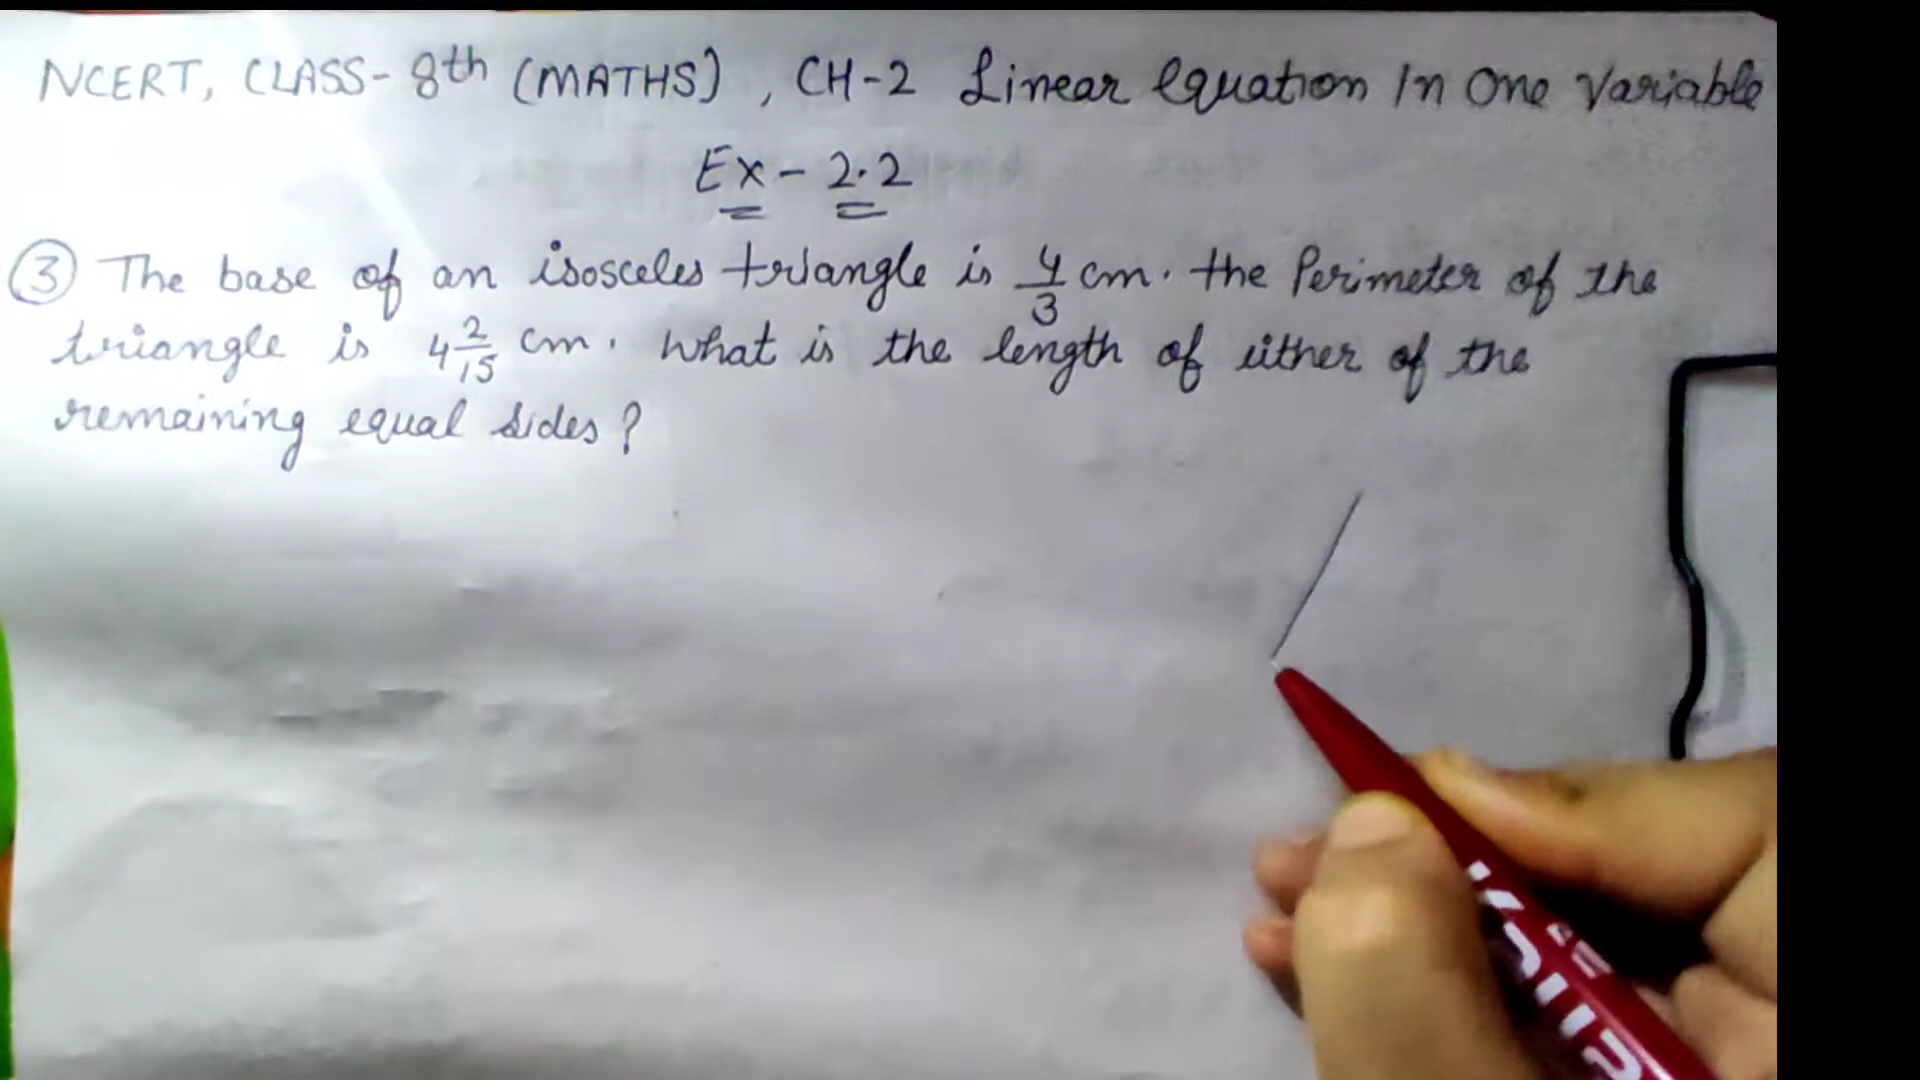 NCERT, CLASS-8th (MATHS), CH-2 Linear equation In One Variable
Ex-2.2
③ The base of an isosceles triangle is 4/3 cm. the Perimeter of the
triangle is 4 2/15 cm. What is the length of either of the
remaining equal sides?